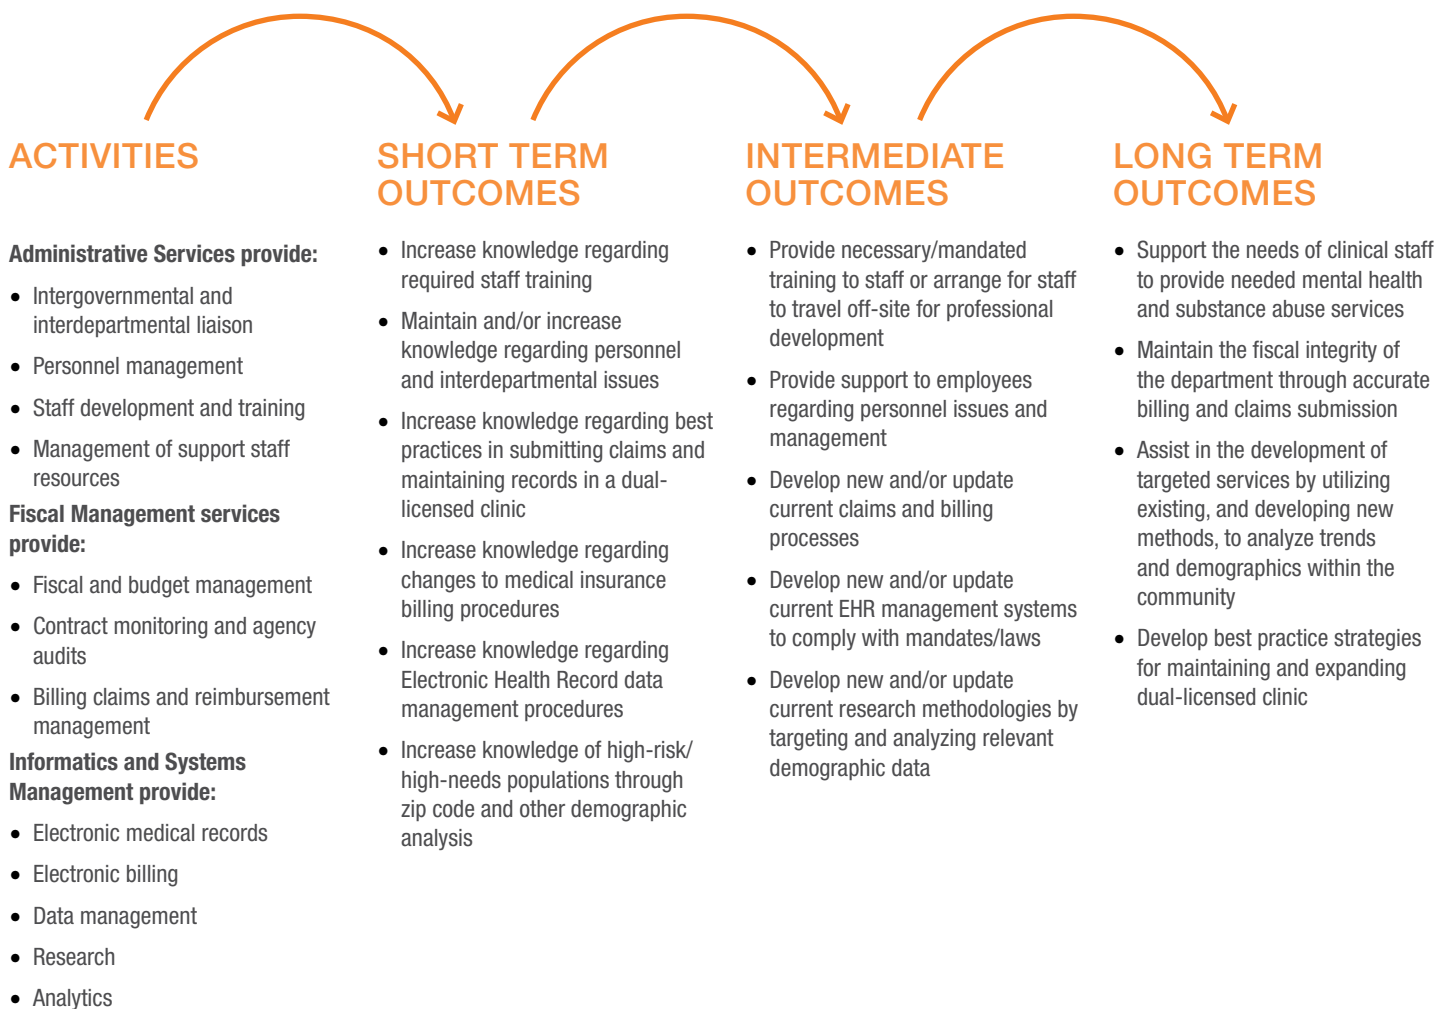 ACTIVITIES
Administrative Services provide:
• Intergovernmental and
interdepartmental liaison
• Personnel management
• Staff development and training
• Management of support staff
resources
Fiscal Management services
provide:
• Fiscal and budget management
• Contract monitoring and agency
audits
• Billing claims and reimbursement
management
Informatics and Systems
Management provide:
• Electronic medical records
• Electronic billing
• Data management
• Research
• Analytics
SHORT TERM
OUTCOMES
• Increase knowledge regarding
required staff training
• Maintain and/or increase
knowledge regarding personnel
and interdepartmental issues
• Increase knowledge regarding best
practices in submitting claims and
maintaining records in a dual-
licensed clinic
• Increase knowledge regarding
changes to medical insurance
billing procedures
• Increase knowledge regarding
Electronic Health Record data
management procedures
• Increase knowledge of high-risk/
high-needs populations through
zip code and other demographic
analysis
INTERMEDIATE
OUTCOMES
• Provide necessary/mandated
training to staff or arrange for staff
to travel off-site for professional
development
• Provide support to employees
regarding personnel issues and
management
• Develop new and/or update
current claims and billing
processes
• Develop new and/or update
current EHR management systems
to comply with mandates/laws
• Develop new and/or update
current research methodologies by
targeting and analyzing relevant
demographic data
LONG TERM
OUTCOMES
• Support the needs of clinical staff
to provide needed mental health
and substance abuse services
• Maintain the fiscal integrity of
the department through accurate
billing and claims submission
• Assist in the development of
targeted services by utilizing
existing, and developing new
methods, to analyze trends
and demographics within the
community
• Develop best practice strategies
for maintaining and expanding
dual-licensed clinic